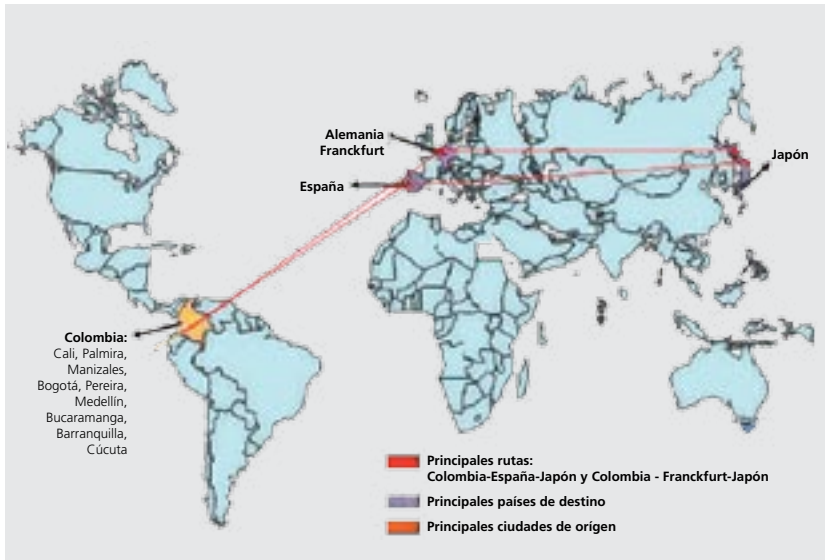 Alemania
Franckfurt
España
Japón
Colombia:
Cali, Palmira,
Manizales,
Bogotá, Pereira,
Medellín,
Bucaramanga,
Barranquilla,
Cúcuta
Principales rutas:
Colombia-España-Japón y Colombia - Franckfurt-Japón
Principales países de destino
Principales ciudades de orígen